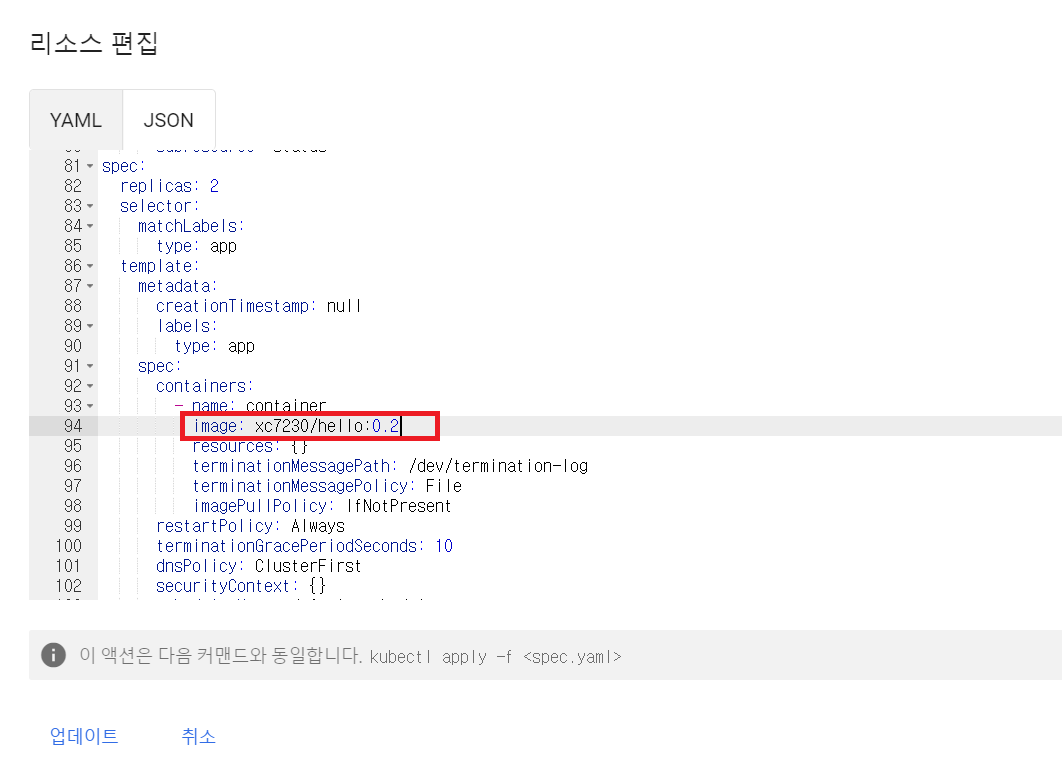 리소스 편집
YAML JSON
81 spec:
82 replicas: 2
83 selector:
84 matchLabels:
85 type: app
86 template:
87 metadata:
88 creationTimestamp: null
89 labels:
90 type: app
91 spec:
92 containers:
93 - name: container
94 image: xc7230/hello:0.2
95 resources: {}
96 terminationMessagePath: /dev/termination-log
97 terminationMessagePolicy: File
98 imagePullPolicy: IfNotPresent
99 restartPolicy: Always
100 terminationGracePeriodSeconds: 10
101 dnsPolicy: ClusterFirst
102 securityContext: {}
이 액션은 다음 커맨드와 동일합니다. kubectl apply -f <spec.yaml>
업데이트 취소